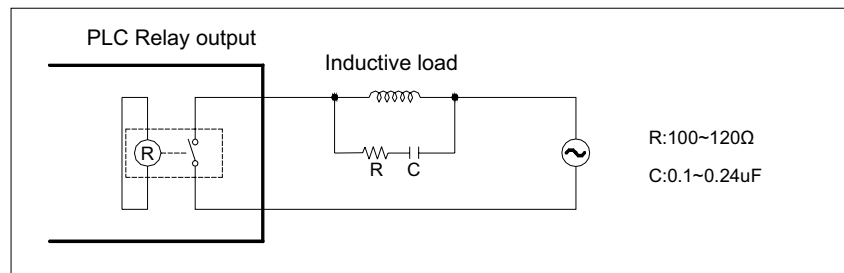 PLC Relay output
Inductive load
R
R C
R:100~120Ω
C:0.1~0.24uF